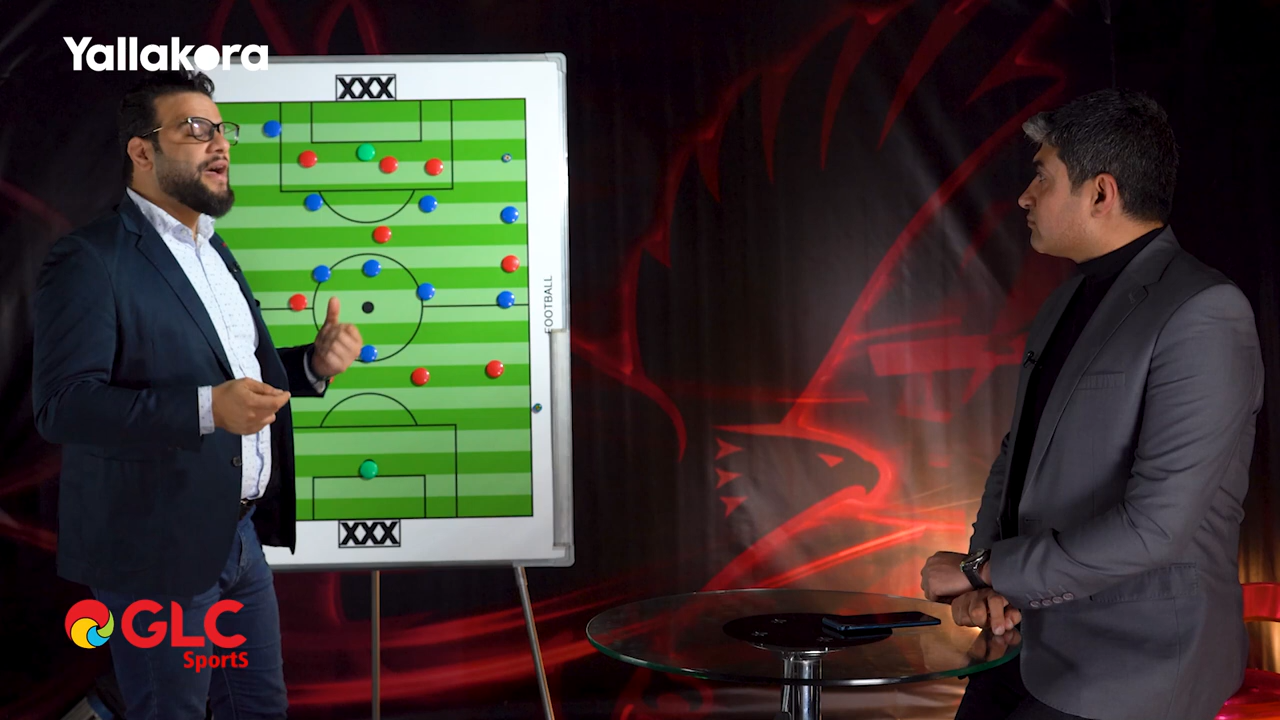 Yallakora
XXX
FOOTBALL
XXX
GLC
Sports